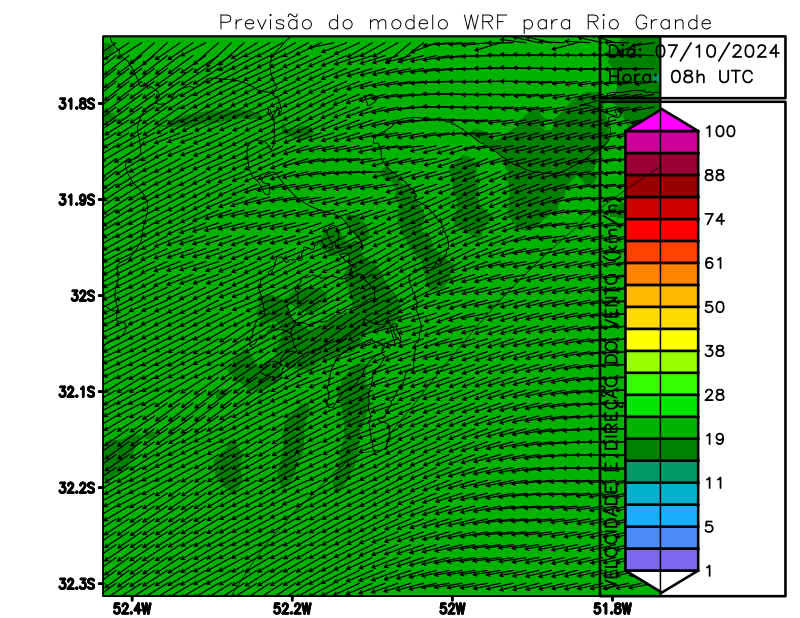 Previsão do modelo WRF para Rio Grande
Dia: 07/10/2024
Hora: 08h UTC
31.8S
31.9S
32S
32.1S
32.2S
32.3S
52.4W
52.2W
52W
51.8W
VELOCIDADE E DIREÇÃO DO VENTO (km/h)
100
88
74
61
50
38
28
19
11
5
1